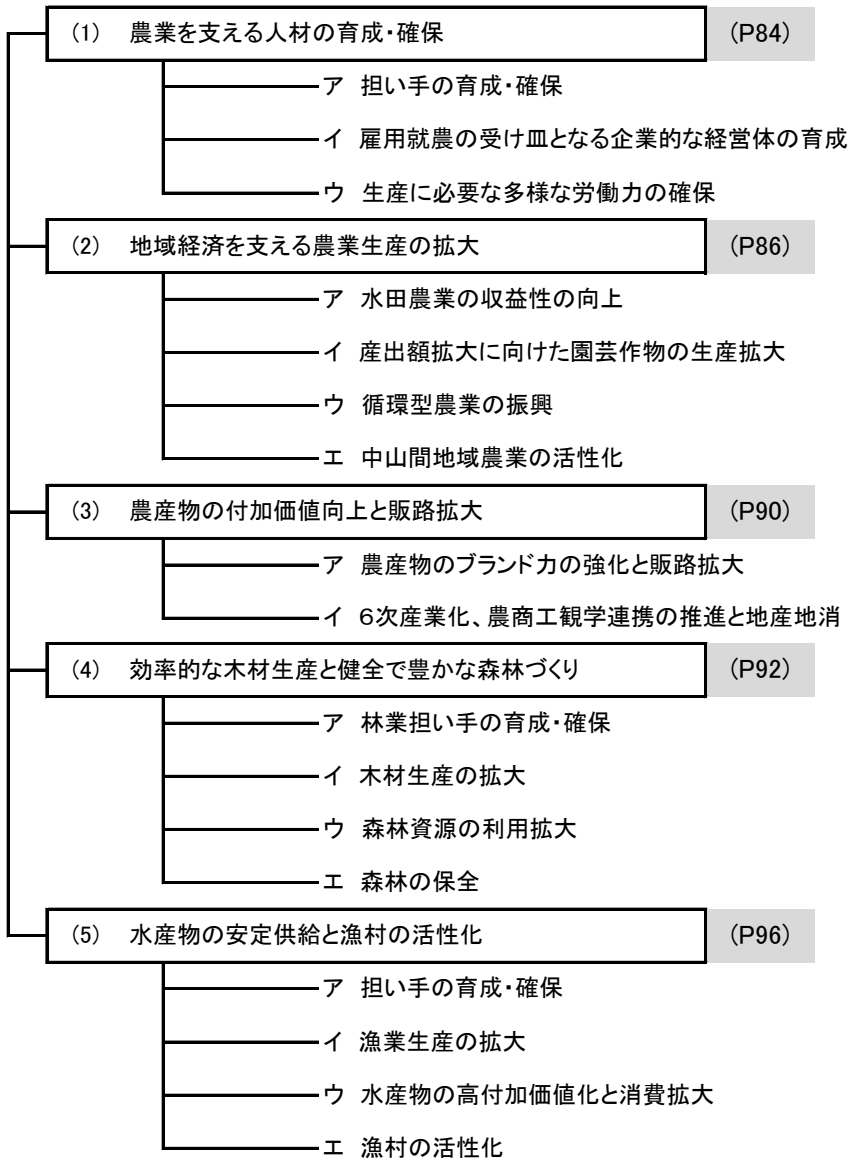 (1) 農業を支える人材の育成・確保 (P84)
ア 担い手の育成・確保
イ 雇用就農の受け皿となる企業的な経営体の育成
ウ 生産に必要な多様な労働力の確保
(2) 地域経済を支える農業生産の拡大 (P86)
ア 水田農業の収益性の向上
イ 産出額拡大に向けた園芸作物の生産拡大
ウ 循環型農業の振興
エ 中山間地域農業の活性化
(3) 農産物の付加価値向上と販路拡大 (P90)
ア 農産物のブランド力の強化と販路拡大
イ 6次産業化、農商工観学連携の推進と地産地消
(4) 効率的な木材生産と健全で豊かな森林づくり (P92)
ア 林業担い手の育成・確保
イ 木材生産の拡大
ウ 森林資源の利用拡大
エ 森林の保全
(5) 水産物の安定供給と漁村の活性化 (P96)
ア 担い手の育成・確保
イ 漁業生産の拡大
ウ 水産物の高付加価値化と消費拡大
エ 漁村の活性化